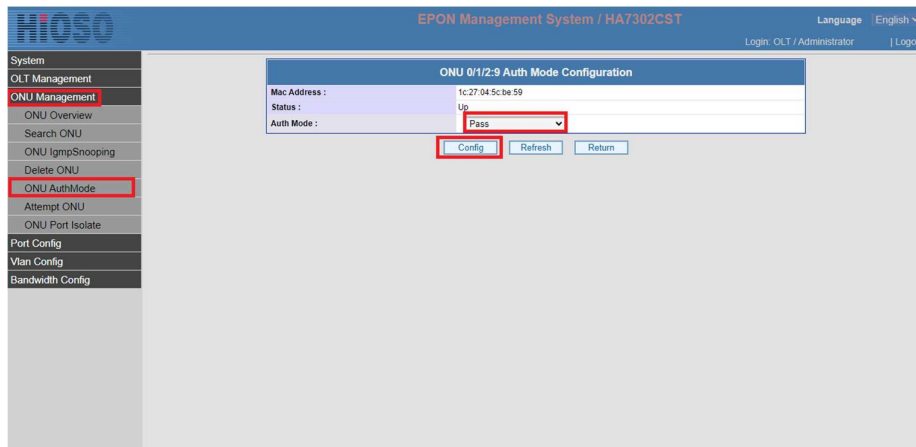 HiOSO
EPON Management System / HA7302CST
Language English
Login: OLT / Administrator | Logo
System
OLT Management
ONU Management
ONU Overview
Search ONU
ONU IgmpSnooping
Delete ONU
ONU AuthMode
Attempt ONU
ONU Port Isolate
Port Config
Vlan Config
Bandwidth Config
ONU 0/1/2:9 Auth Mode Configuration
Mac Address : 1c:27:04:5c:be:59
Status : Up
Auth Mode : Pass
Config Refresh Return